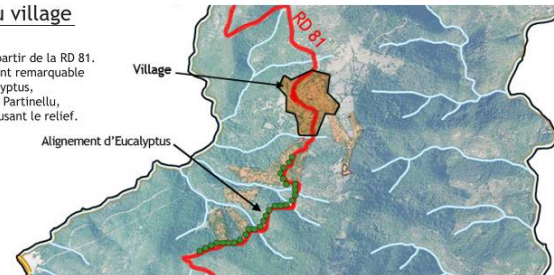 u village
partir de la RD 81.
nt remarquable
lyptus,
Partinellu,
usant le relief.
RD 81
Village
Alignement d'Eucalyptus